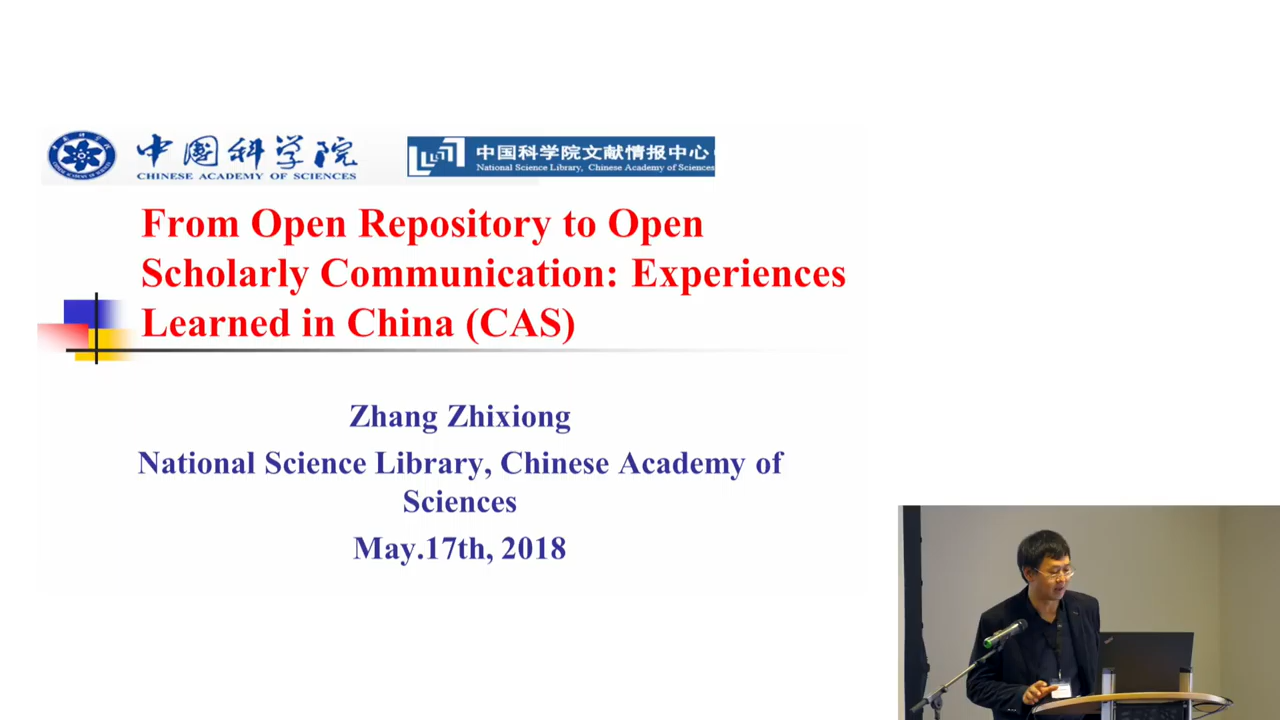 中国科学院
CHINESE ACADEMY OF SCIENCES
中国科学院文献情报中心
National Science Library, Chinese Academy of Sciences
From Open Repository to Open
Scholarly Communication: Experiences
Learned in China (CAS)
Zhang Zhixiong
National Science Library, Chinese Academy of
Sciences
May.17th, 2018